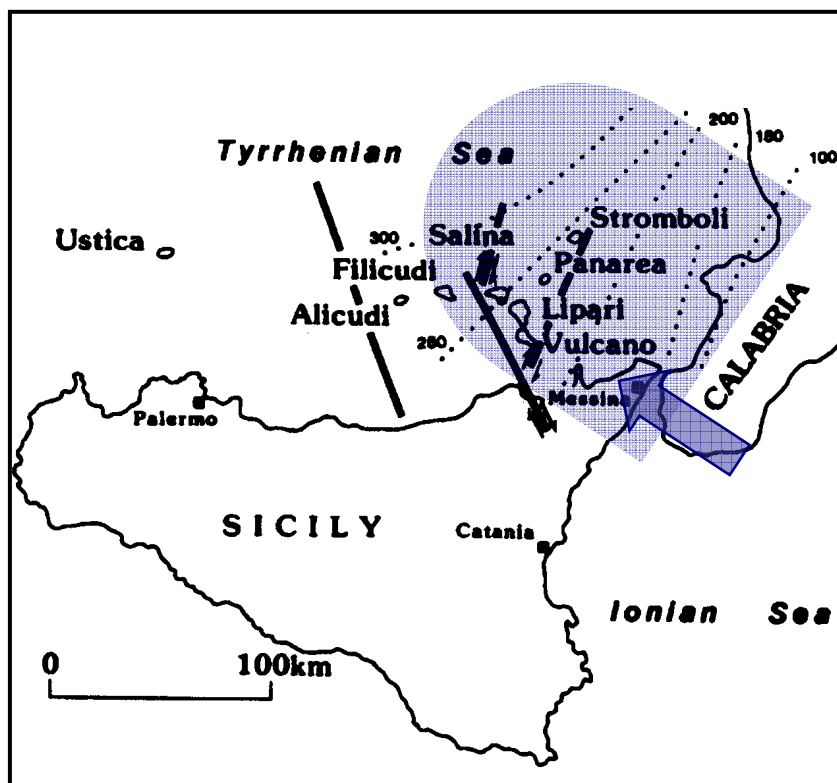 200
180
100
Tyrrhenian Sea
Stromboli
Ustica
300
Salina
Panarea
Filicudi
Alicudi
Lipari
250
Vulcano
CALABRIA
Messina
Palermo
SICILY
Catania
Ionian Sea
0 100km